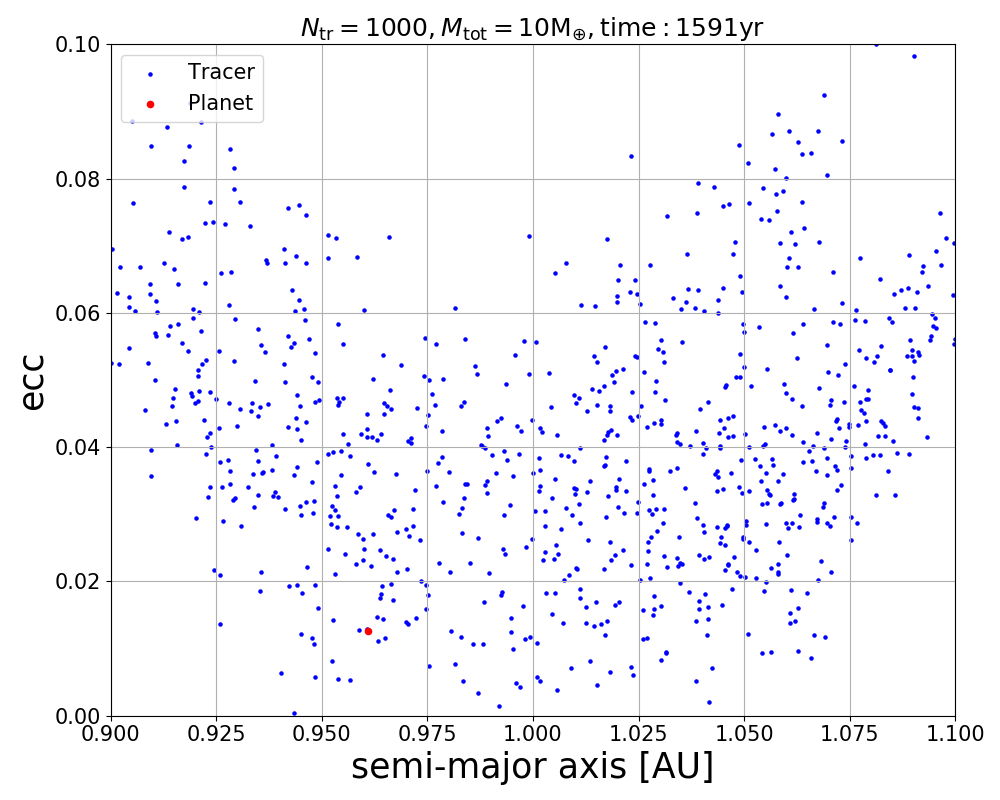 N_tr = 1000, M_tot = 10M_⊕, time : 1591yr
Tracer
Planet
ecc
0.10
0.08
0.06
0.04
0.02
0.00
0.900 0.925 0.950 0.975 1.000 1.025 1.050 1.075 1.100
semi-major axis [AU]